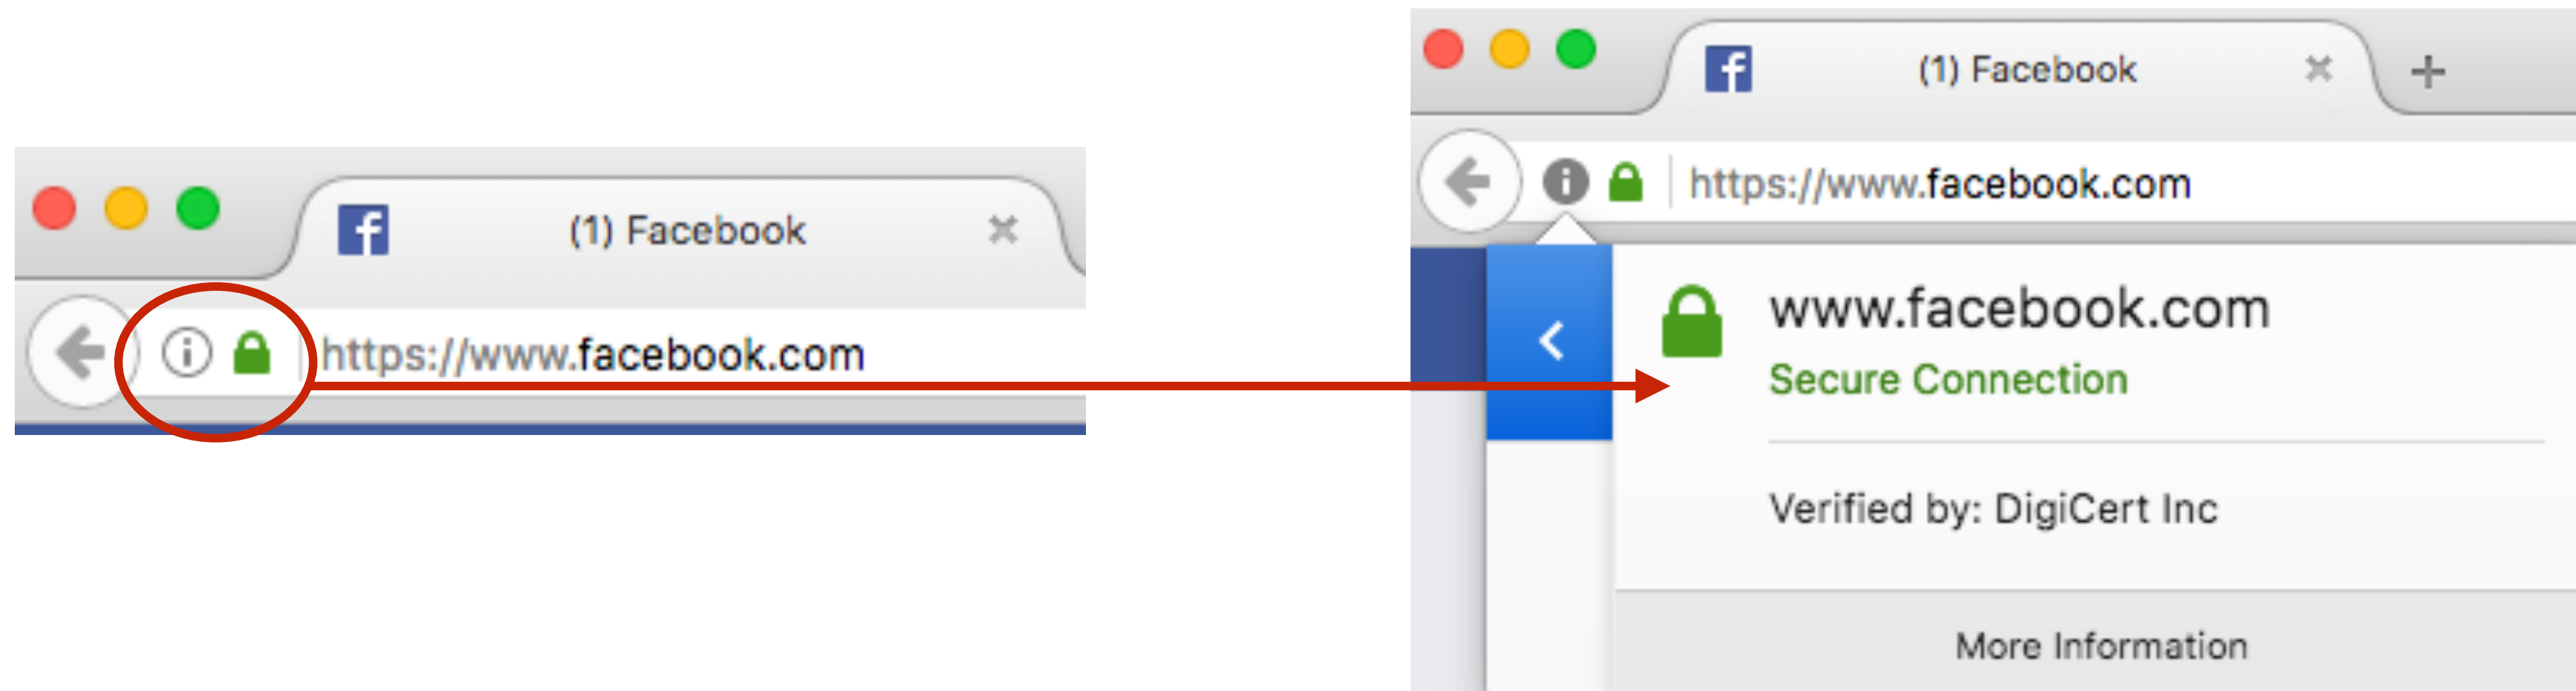 (1) Facebook
https://www.facebook.com
(1) Facebook
https://www.facebook.com
www.facebook.com
Secure Connection
Verified by: DigiCert Inc
More Information